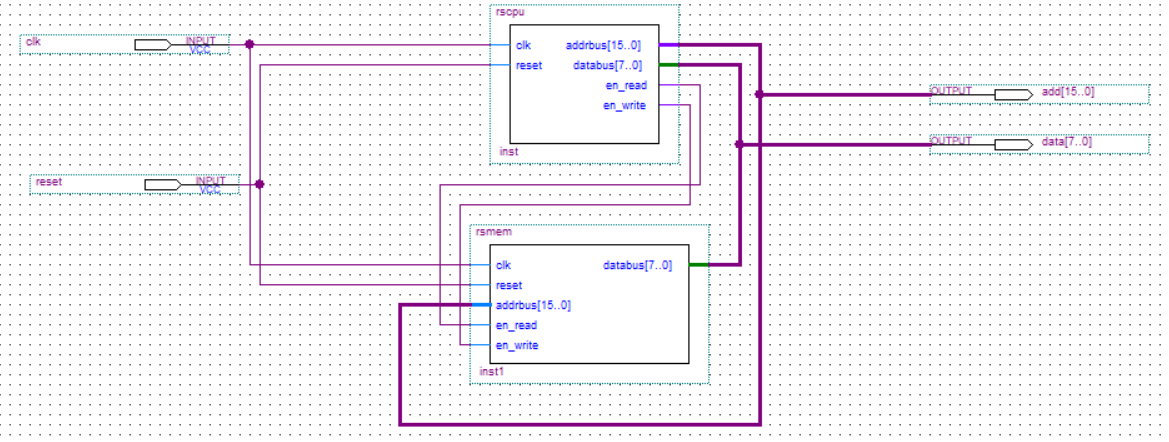 rscpu
clk
INPUT
VCC
clk
addrbus[15..0]
reset
databus[7..0]
en_read
en_write
OUTPUT
add[15..0]
OUTPUT
data[7..0]
inst
reset
INPUT
VCC
rsmem
clk
databus[7..0]
reset
addrbus[15..0]
en_read
en_write
inst1